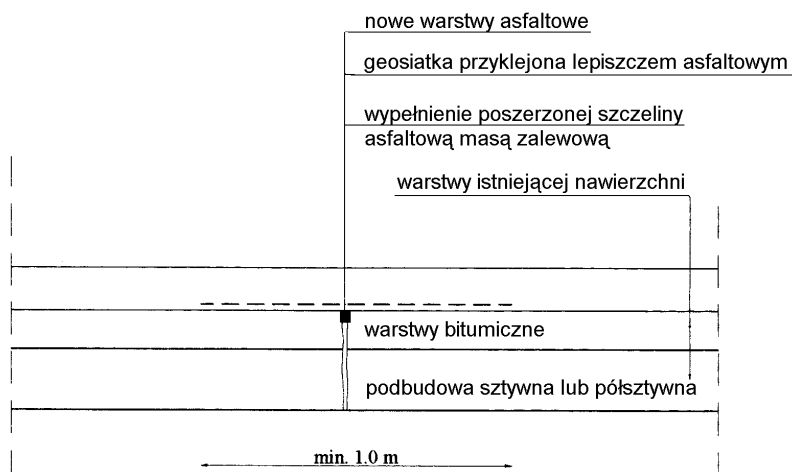 nowe warstwy asfaltowe
geosiatka przyklejona lepiszczem asfaltowym
wypełnienie poszerzonej szczeliny
asfaltową masą zalewową
warstwy istniejącej nawierzchni
warstwy bitumiczne
podbudowa sztywna lub półsztywna
min. 1.0 m